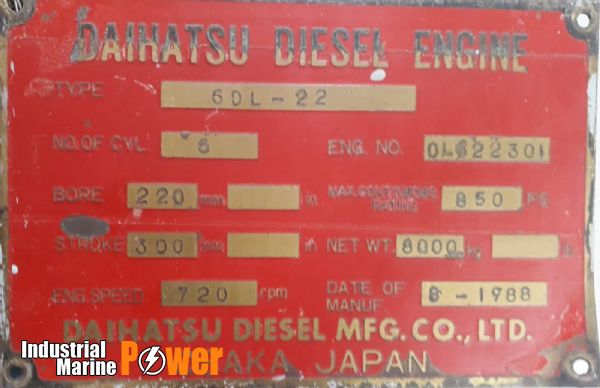 DAIHATSU DIESEL ENGINE
TYPE 6DL-22
NO. OF CYL. 6 ENG. NO. DL622301
BORE 220 mm in MAX. CONTINUOUS RATING 850 PS
STROKE 300 mm in NET WT. 8000 kg lb
ENG. SPEED 720 rpm DATE OF MANUF. 8-1988
DAIHATSU DIESEL MFG. CO., LTD.
AKA JAPAN
Industrial Marine Power